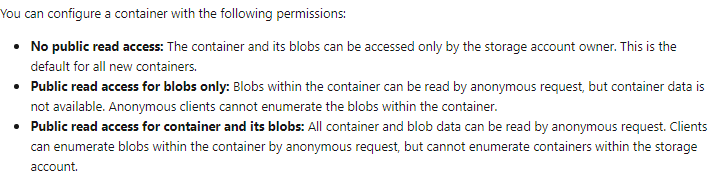 You can configure a container with the following permissions:
• No public read access: The container and its blobs can be accessed only by the storage account owner. This is the
default for all new containers.
• Public read access for blobs only: Blobs within the container can be read by anonymous request, but container data is
not available. Anonymous clients cannot enumerate the blobs within the container.
• Public read access for container and its blobs: All container and blob data can be read by anonymous request. Clients
can enumerate blobs within the container by anonymous request, but cannot enumerate containers within the storage
account.